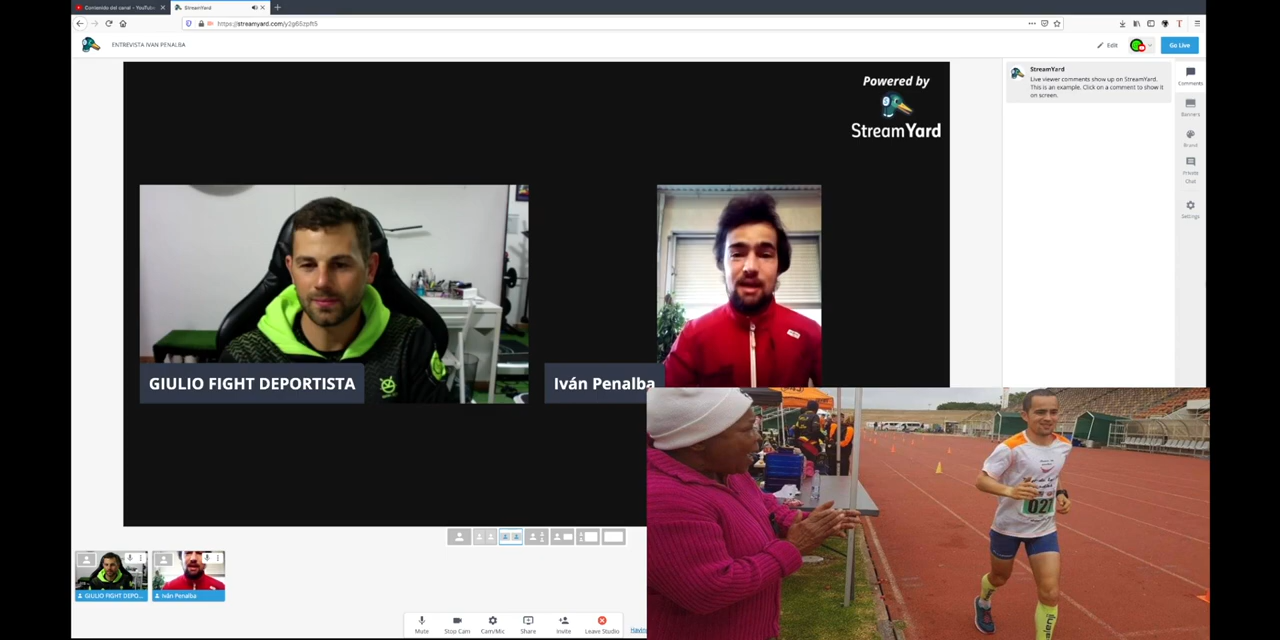 Contenido del canal - YouTube
StreamYard
https://streamyard.com/y2g65zpft5
ENTREVISTA IVAN PENALBA
Edit
Go Live
Powered by
StreamYard
StreamYard
Live viewer comments show up on StreamYard.
This is an example. Click on a comment to show it
on screen.
Comments
Banners
Brand
Private
Chat
Settings
GIULIO FIGHT DEPORTISTA
Iván Penalba
021
GIULIO FIGHT DEPO...
Iván Penalba
Mute
Stop Cam
Cam/Mic
Share
Invite
Leave Studio